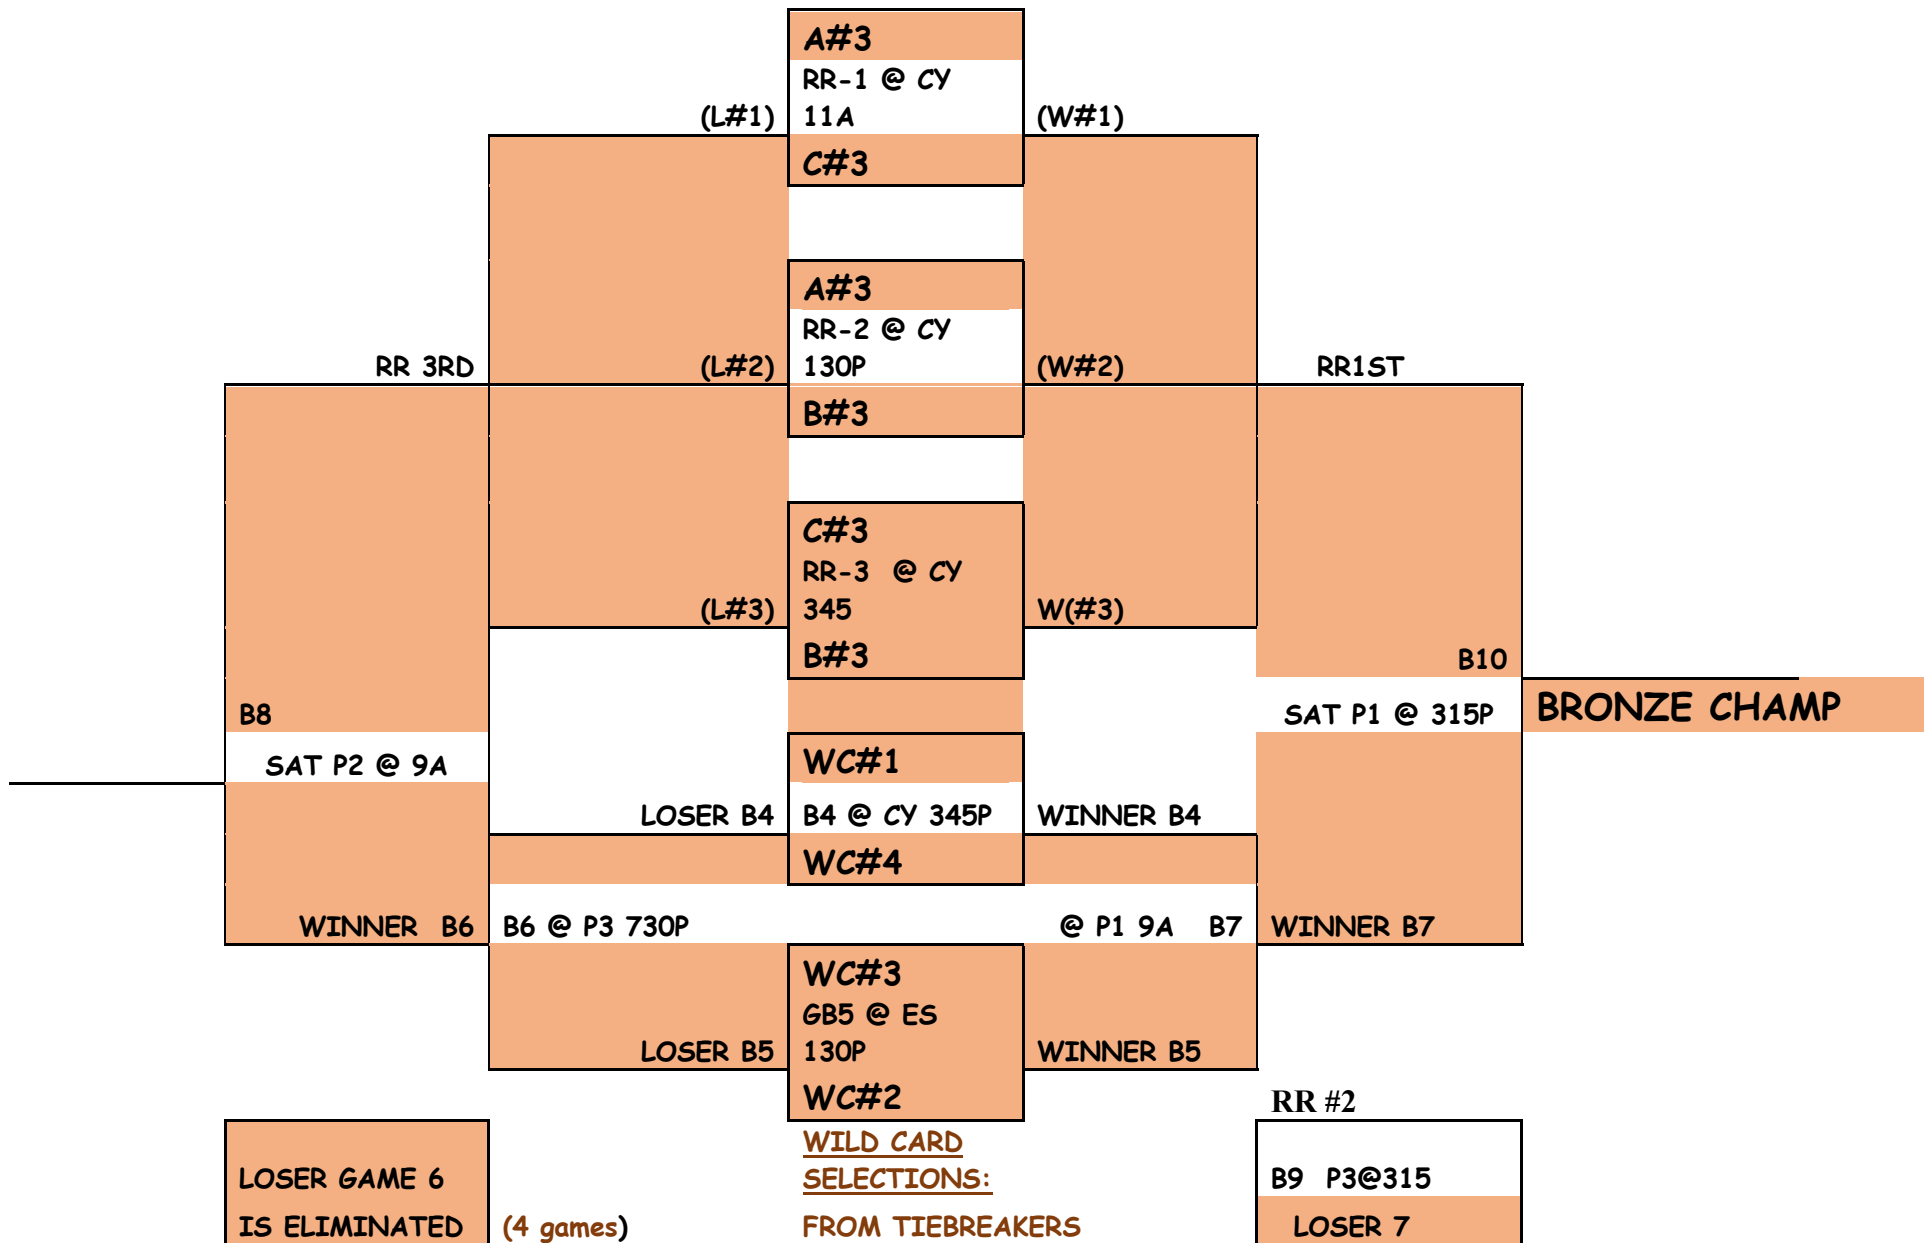 A#3
RR-1 @ CY
(L#1) 11A (W#1)
C#3
A#3
RR-2 @ CY
RR 3RD (L#2) 130P (W#2) RR1ST
B#3
C#3
RR-3 @ CY
(L#3) 345 W(#3)
B#3 B10
B8 SAT P1 @ 315P BRONZE CHAMP
SAT P2 @ 9A WC#1
LOSER B4 B4 @ CY 345P WINNER B4
WC#4
WINNER B6 B6 @ P3 730P @ P1 9A B7 WINNER B7
WC#3
GB5 @ ES
LOSER B5 130P WINNER B5
WC#2 RR #2
WILD CARD
LOSER GAME 6 SELECTIONS: B9 P3@315
IS ELIMINATED (4 games) FROM TIEBREAKERS LOSER 7